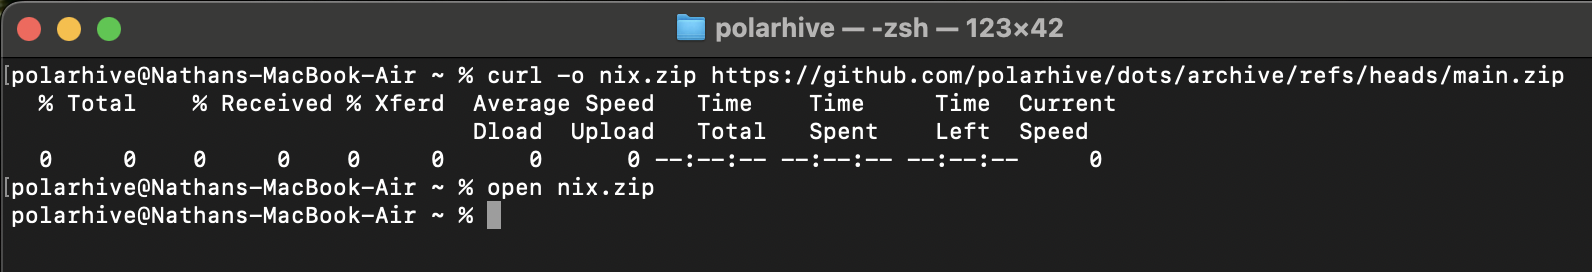 polarhive — -zsh — 123×42
[polarhive@Nathans-MacBook-Air ~ % curl -o nix.zip https://github.com/polarhive/dots/archive/refs/heads/main.zip
  % Total    % Received % Xferd  Average Speed   Time    Time     Time  Current
                                 Dload  Upload   Total   Spent    Left  Speed
  0     0    0     0    0     0      0      0 --:--:-- --:--:-- --:--:--     0
[polarhive@Nathans-MacBook-Air ~ % open nix.zip
polarhive@Nathans-MacBook-Air ~ %